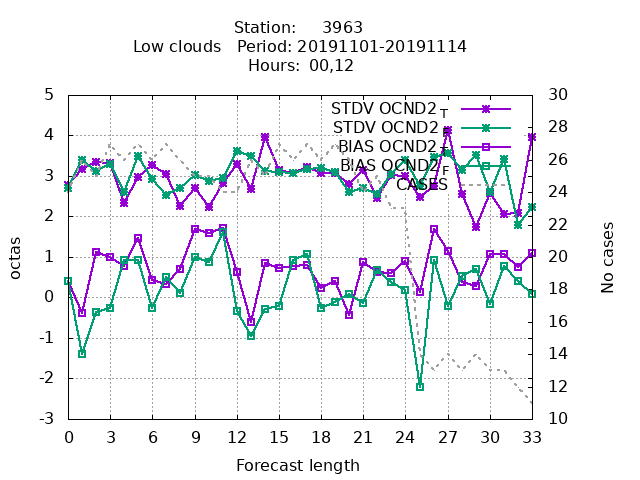 Station: 3963
Low clouds Period: 20191101-20191114
Hours: 00,12
5
4
3
2
1
0
-1
-2
-3
30
28
26
24
22
20
18
16
14
12
10
STDV OCND2 T
STDV OCND2 F
BIAS OCND2 T
BIAS OCND2 F
CASES
octas
No cases
0 3 6 9 12 15 18 21 24 27 30 33
Forecast length